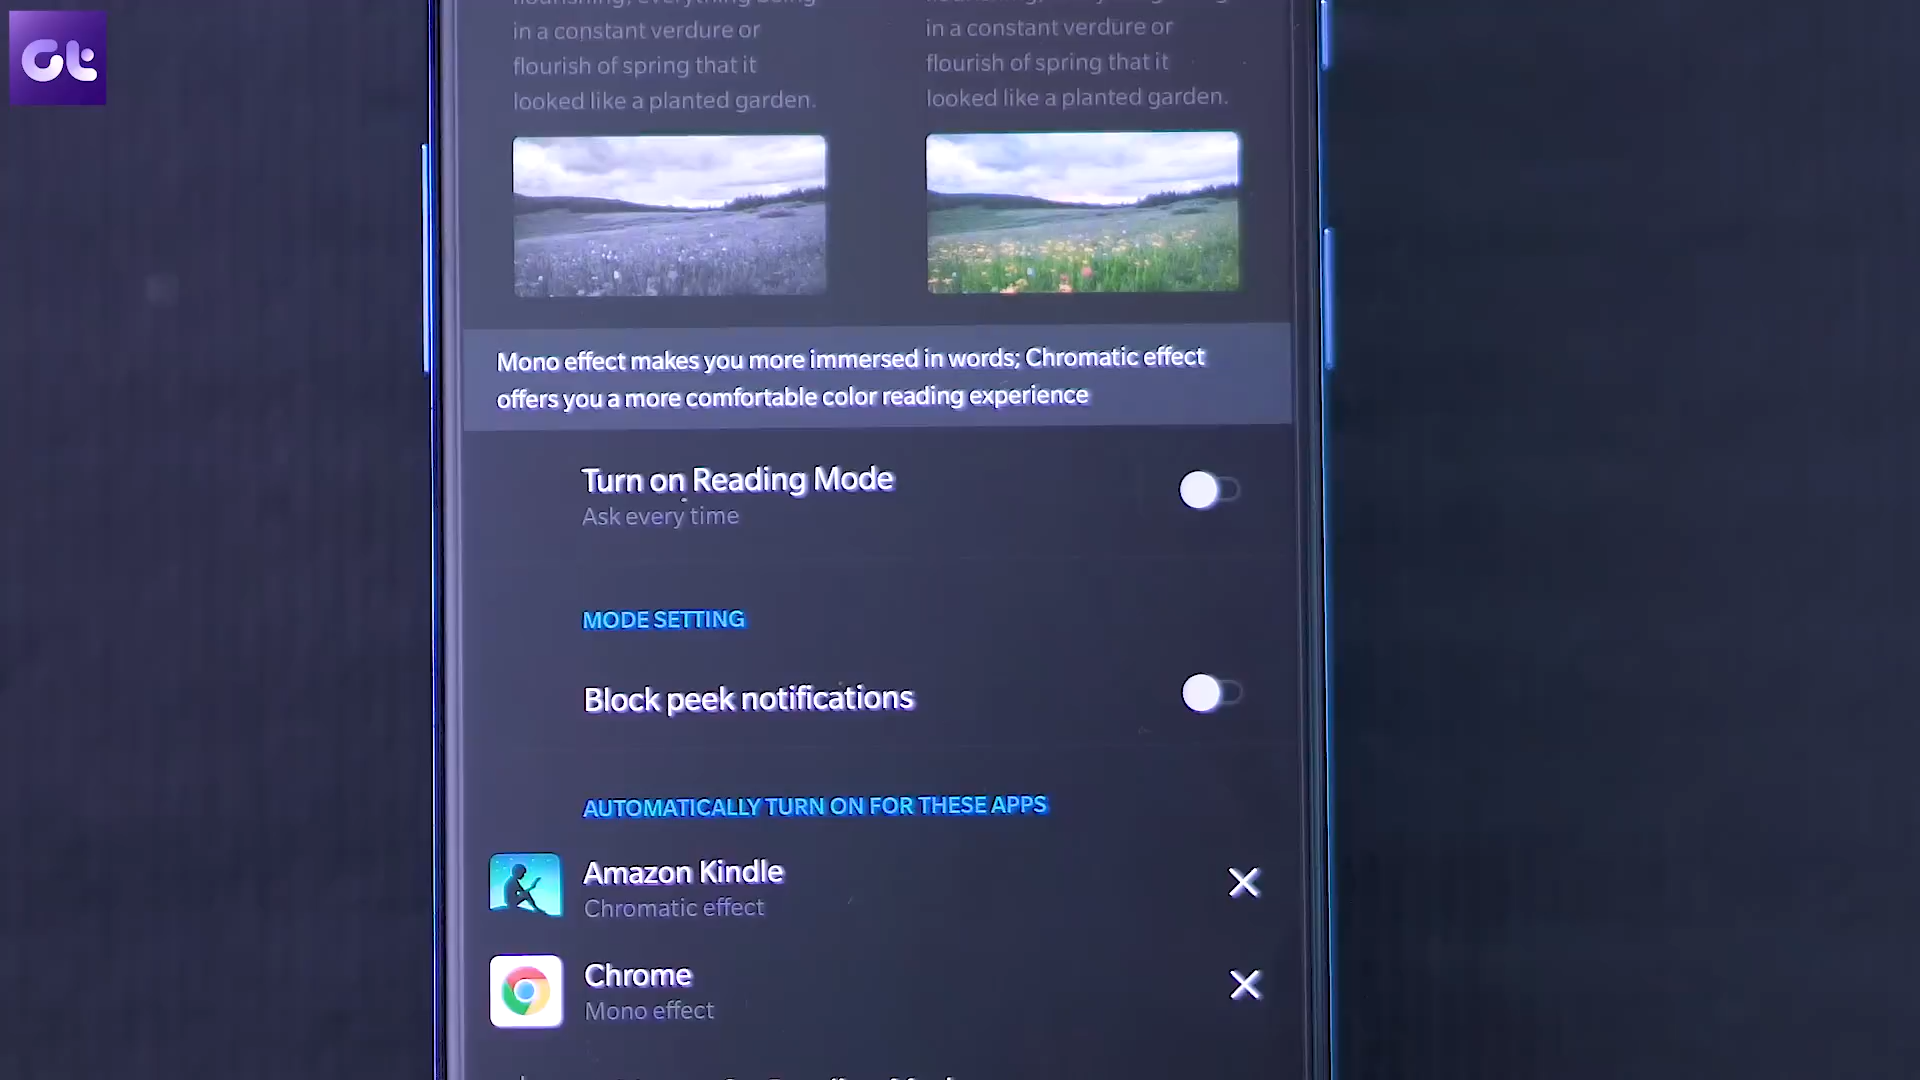 Gt
in a constant verdure or
flourish of spring that it
looked like a planted garden.
in a constant verdure or
flourish of spring that it
looked like a planted garden.
Mono effect makes you more immersed in words; Chromatic effect
offers you a more comfortable color reading experience
Turn on Reading Mode
Ask every time
MODE SETTING
Block peek notifications
AUTOMATICALLY TURN ON FOR THESE APPS
Amazon Kindle
Chromatic effect
Chrome
Mono effect